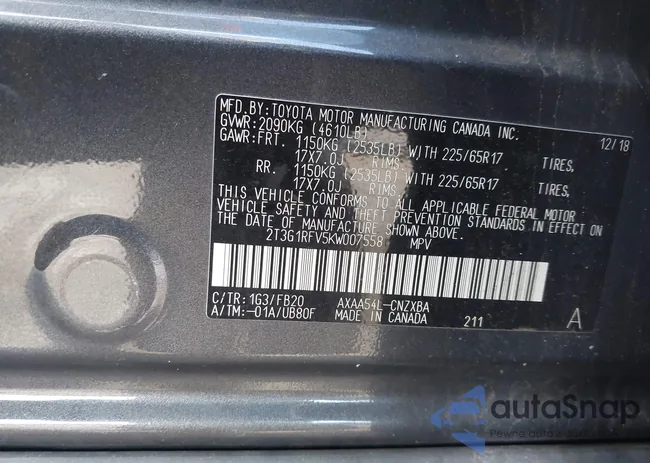 MFD.BY:TOYOTA MOTOR MANUFACTURING CANADA INC.
GVWR:2090KG (4610LB) 12/18
GAWR:FRT. 1150KG (2535LB) WITH 225/65R17 TIRES,
17X7.0J RIMS,
RR. 1150KG (2535LB) WITH 225/65R17 TIRES,
17X7.0J RIMS
THIS VEHICLE CONFORMS TO ALL APPLICABLE FEDERAL MOTOR
VEHICLE SAFETY AND THEFT PREVENTION STANDARDS IN EFFECT
ON THE DATE OF MANUFACTURE SHOWN ABOVE.
2T3G1RFV5KW007558 MPV
C/TR: 1G3/FB20 AXAA54L-CNZXBA
A/TM:-01A/UB80F MADE IN CANADA 211 A
autaSnap
Pewne auta